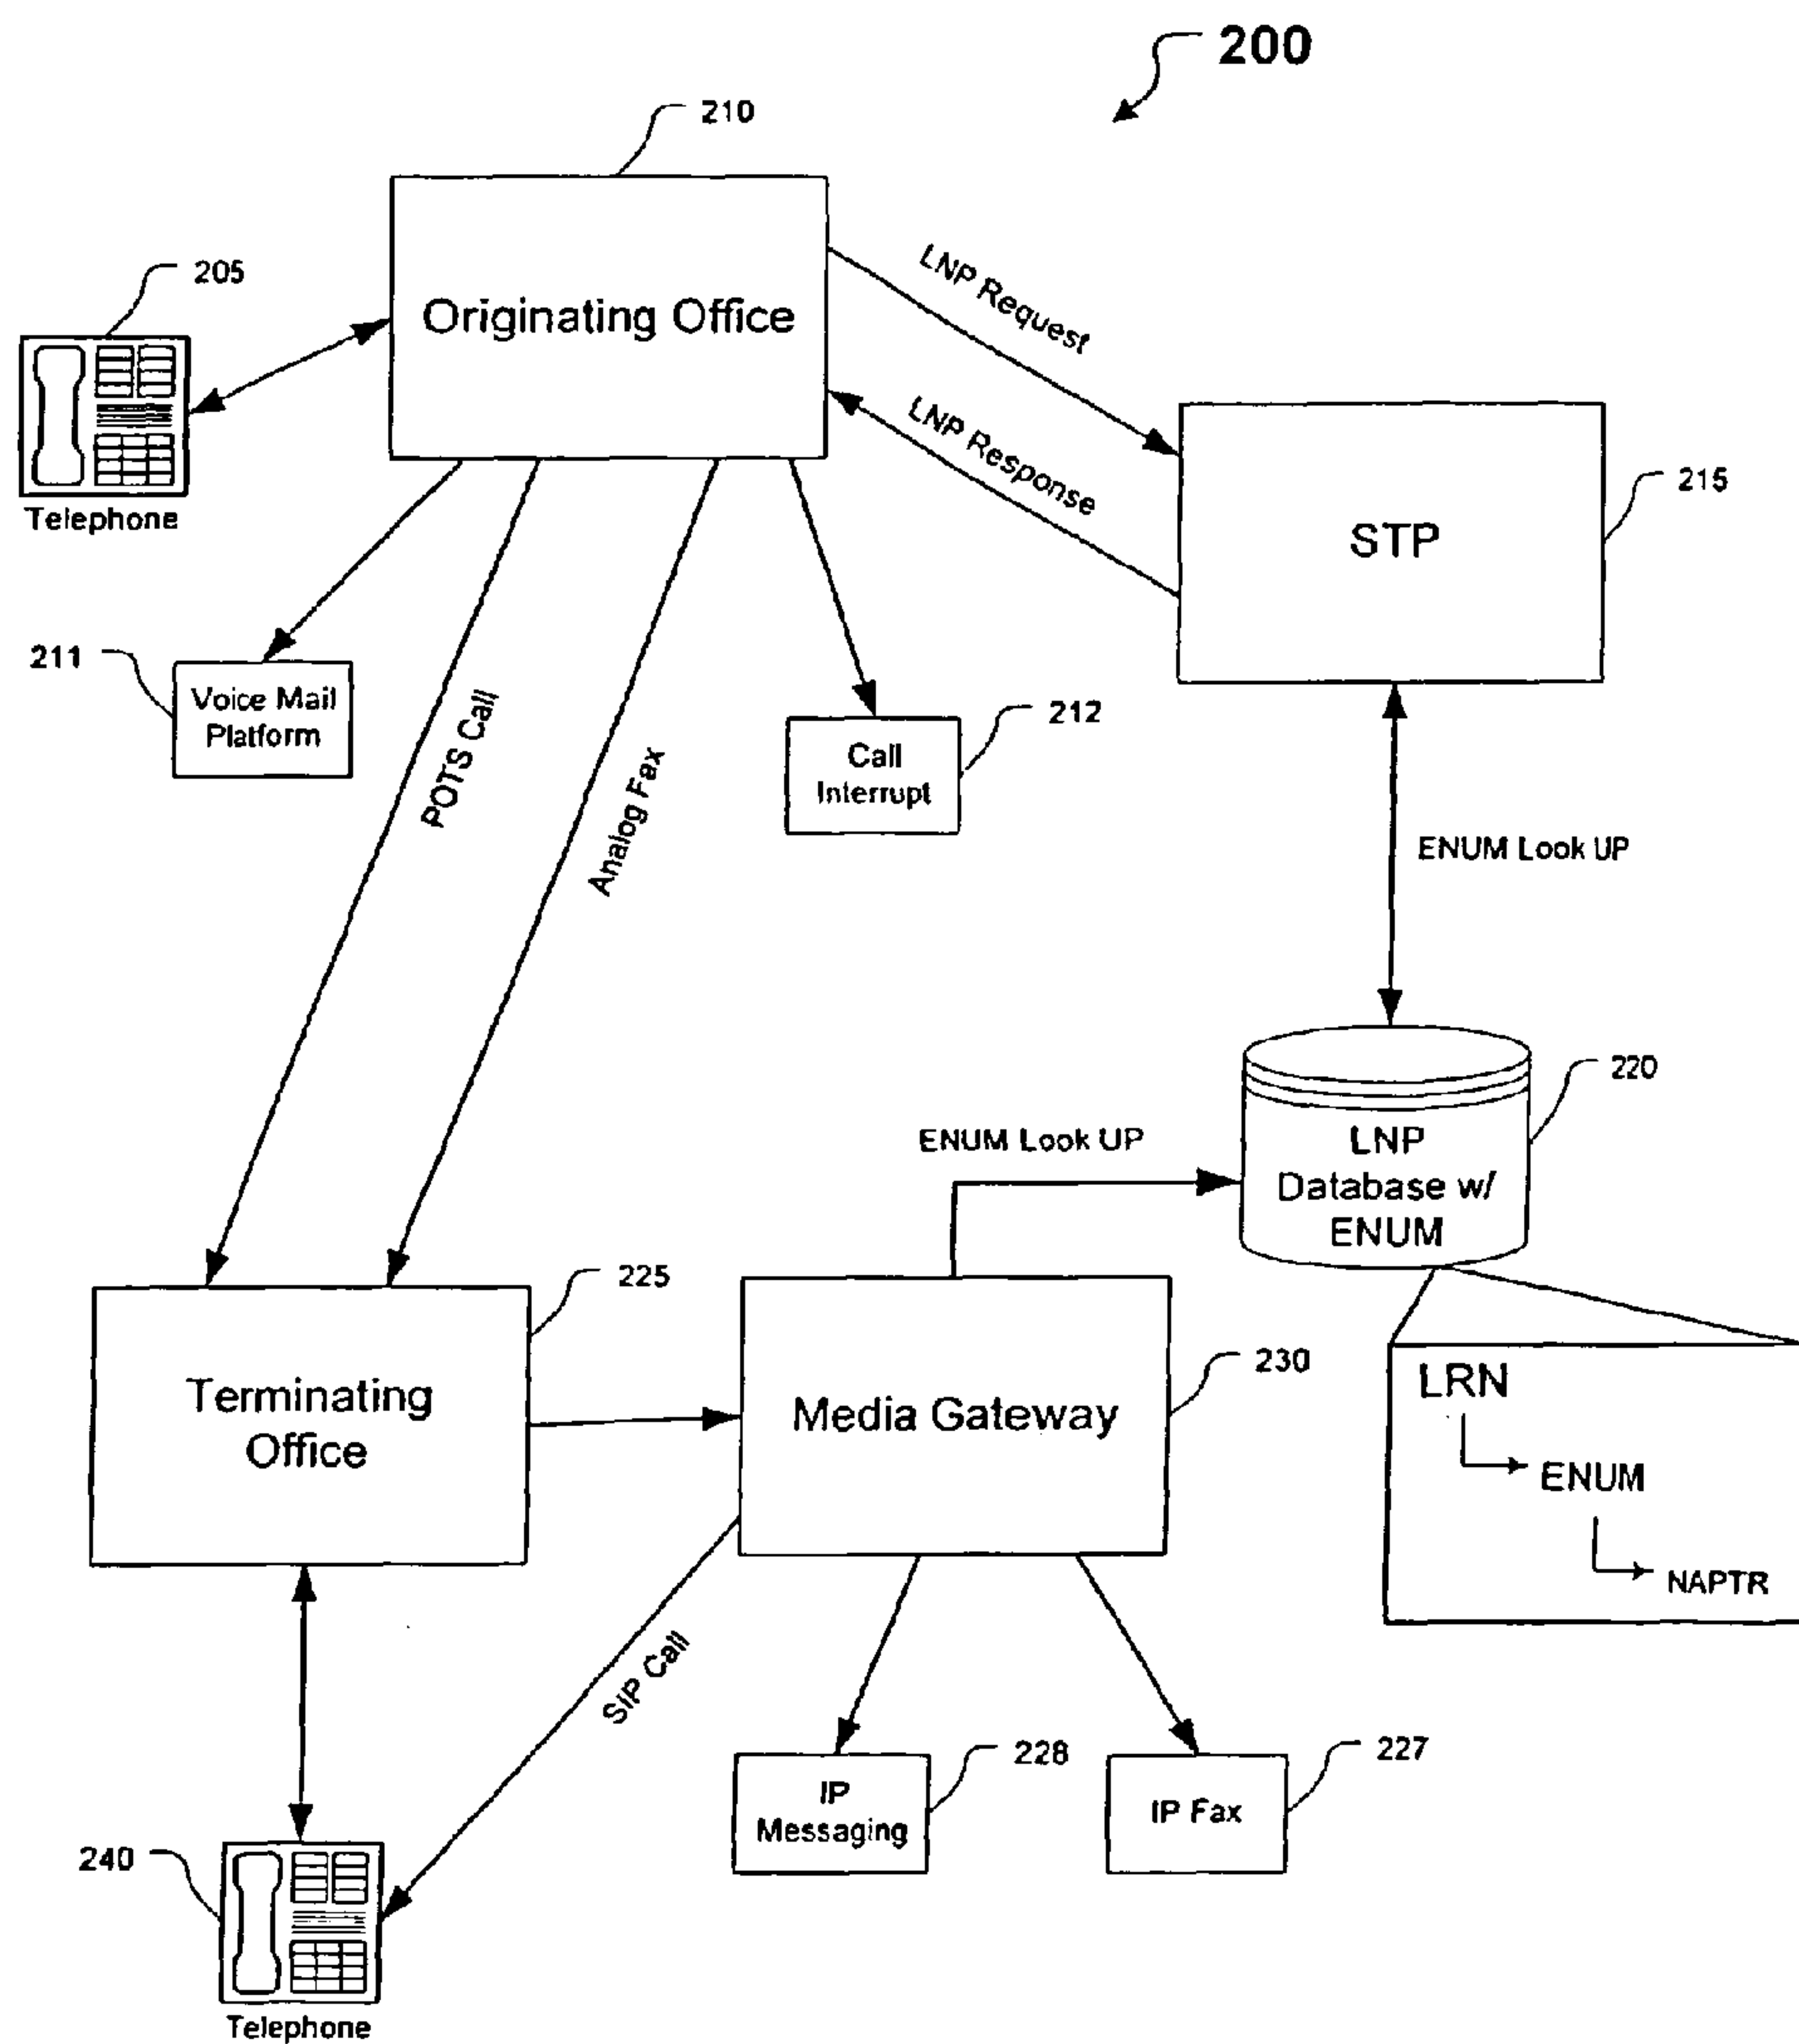 200
210
205
Originating Office
LNP Request
LNP Response
215
STP
Telephone
211
Voice Mail
Platform
POTS Call
Analog Fax
212
Call
Interrupt
ENUM Look UP
220
ENUM Look UP
LNP
Database w/
ENUM
225
Terminating
Office
230
Media Gateway
LRN
ENUM
NAPTR
SIP Call
228
IP
Messaging
227
IP Fax
240
Telephone